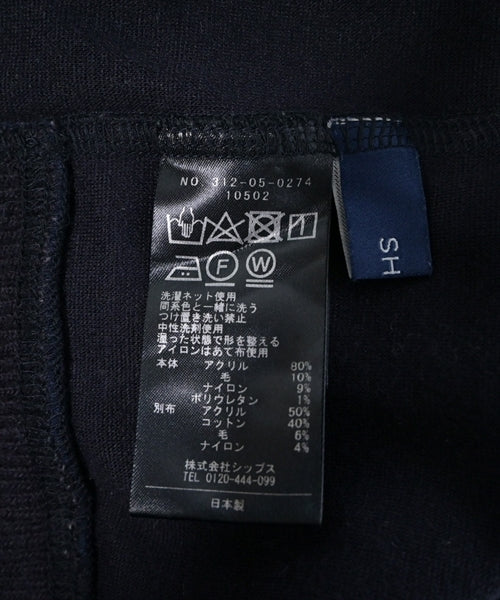 NO. 312-05-0274
10502
F W
洗濯ネット使用
同系色と一緒に洗う
つけ置き洗い禁止
中性洗剤使用
湿った状態で形を整える
アイロンはあて布使用
本体 アクリル 80%
毛 10%
ナイロン 9%
ポリウレタン 1%
別布 アクリル 50%
コットン 40%
毛 6%
ナイロン 4%
株式会社シップス
TEL 0120-444-099
日本製
SH